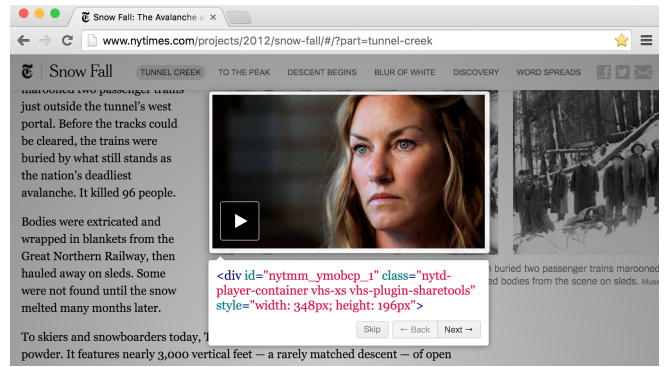 Snow Fall: The Avalanche a
www.nytimes.com/projects/2012/snow-fall/#/?part=tunnel-creek
Snow Fall TUNNEL CREEK TO THE PEAK DESCENT BEGINS BLUR OF WHITE DISCOVERY WORD SPREADS
marooned two passenger trains
just outside the tunnel's west
portal. Before the tracks could
be cleared, the trains were
buried by what still stands as
the nation's deadliest
avalanche. It killed 96 people.
Bodies were extricated and
wrapped in blankets from the
Great Northern Railway, then
hauled away on sleds. Some
were not found until the snow
melted many months later.
To skiers and snowboarders today, T
powder. It features nearly 3,000 vertical feet — a rarely matched descent — of open
<div id="nytmm_ymobcp_1" class="nytd-
player-container vhs-xs vhs-plugin-sharetools"
style="width: 348px; height: 196px">
Skip ← Back Next →
buried two passenger trains marooned
ed bodies from the scene on sleds. Muse